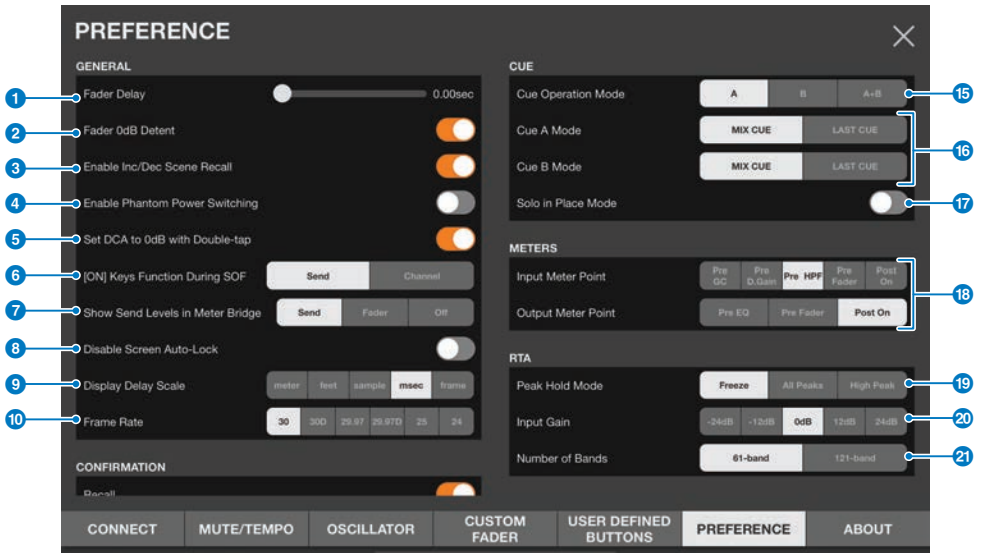 PREFERENCE
GENERAL
1 Fader Delay 0.00sec
2 Fader 0dB Detent
3 Enable Inc/Dec Scene Recall
4 Enable Phantom Power Switching
5 Set DCA to 0dB with Double-tap
6 [ON] Keys Function During SOF Send Channel
7 Show Send Levels in Meter Bridge Send Fader Off
8 Disable Screen Auto-Lock
9 Display Delay Scale meter feet sample msec frame
10 Frame Rate 30 30D 29.97 29.97D 25 24
CONFIRMATION
Recall
CUE
Cue Operation Mode A B A+B 15
Cue A Mode MIX CUE LAST CUE
16
Cue B Mode MIX CUE LAST CUE
Solo in Place Mode 17
METERS
Input Meter Point Pre GC Pre D.Gain Pre HPF Pre Fader Post On
18
Output Meter Point Pre EQ Pre Fader Post On
RTA
Peak Hold Mode Freeze All Peaks High Peak 19
Input Gain -24dB -12dB 0dB 12dB 24dB 20
Number of Bands 61-band 121-band 21
CONNECT MUTE/TEMPO OSCILLATOR CUSTOM FADER USER DEFINED BUTTONS PREFERENCE ABOUT